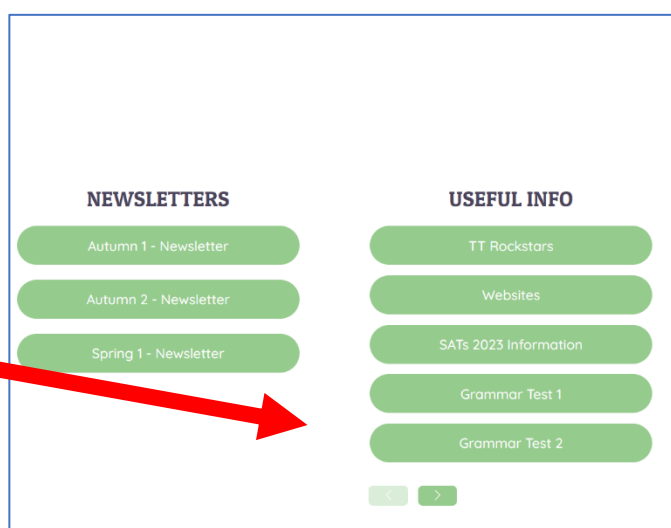 NEWSLETTERS
Autumn 1 - Newsletter
Autumn 2 - Newsletter
Spring 1 - Newsletter
USEFUL INFO
TT Rockstars
Websites
SATs 2023 Information
Grammar Test 1
Grammar Test 2